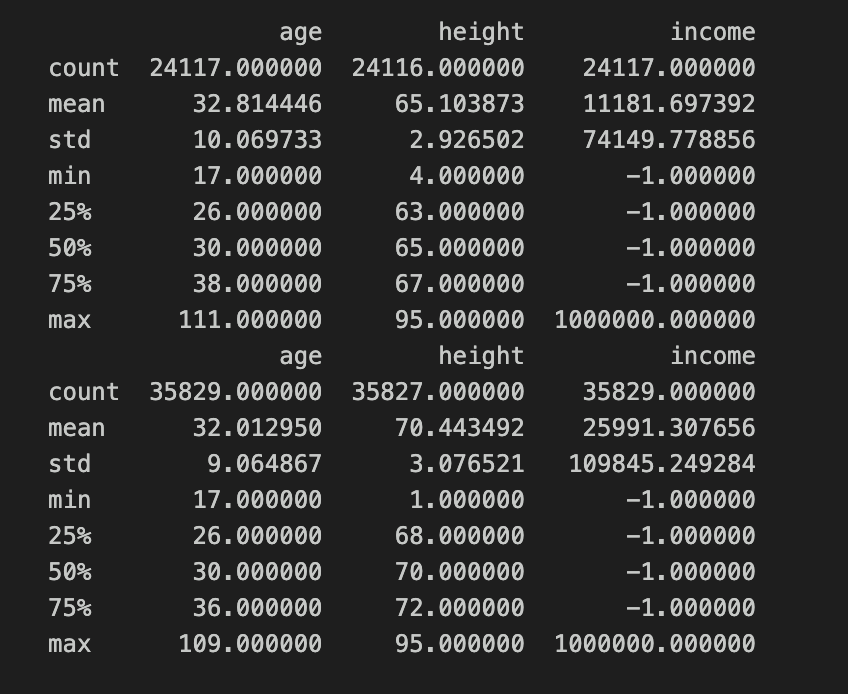 age height income
count 24117.000000 24116.000000 24117.000000
mean 32.814446 65.103873 11181.697392
std 10.069733 2.926502 74149.778856
min 17.000000 4.000000 -1.000000
25% 26.000000 63.000000 -1.000000
50% 30.000000 65.000000 -1.000000
75% 38.000000 67.000000 -1.000000
max 111.000000 95.000000 1000000.000000
age height income
count 35829.000000 35827.000000 35829.000000
mean 32.012950 70.443492 25991.307656
std 9.064867 3.076521 109845.249284
min 17.000000 1.000000 -1.000000
25% 26.000000 68.000000 -1.000000
50% 30.000000 70.000000 -1.000000
75% 36.000000 72.000000 -1.000000
max 109.000000 95.000000 1000000.000000